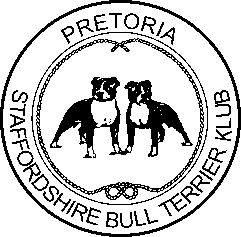 PRETORIA
STAFFORDSHIRE BULL TERRIER KLUB